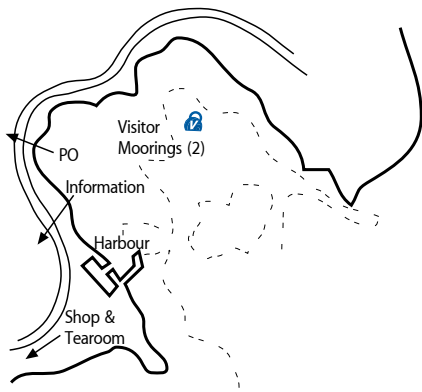 Visitor
Moorings (2)
V
PO
Information
Harbour
Shop &
Tearoom